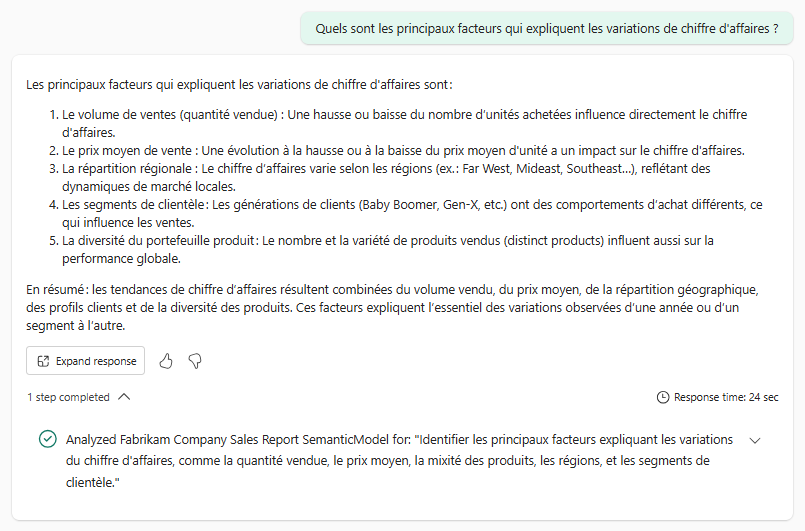 Quels sont les principaux facteurs qui expliquent les variations de chiffre d'affaires ?
Les principaux facteurs qui expliquent les variations de chiffre d'affaires sont :
1. Le volume de ventes (quantité vendue) : Une hausse ou baisse du nombre d'unités achetées influence directement le chiffre
d'affaires.
2. Le prix moyen de vente : Une évolution à la hausse ou à la baisse du prix moyen d'unité a un impact sur le chiffre d'affaires.
3. La répartition régionale : Le chiffre d'affaires varie selon les régions (ex.: Far West, Mideast, Southeast…), reflétant des
dynamiques de marché locales.
4. Les segments de clientèle : Les générations de clients (Baby Boomer, Gen-X, etc.) ont des comportements d'achat différents, ce
qui influence les ventes.
5. La diversité du portefeuille produit : Le nombre et la variété de produits vendus (distinct products) influent aussi sur la
performance globale.
En résumé : les tendances de chiffre d'affaires résultent combinées du volume vendu, du prix moyen, de la répartition géographique,
des profils clients et de la diversité des produits. Ces facteurs expliquent l'essentiel des variations observées d'une année ou d'un
segment à l'autre.
Expand response
1 step completed
Response time: 24 sec
Analyzed Fabrikam Company Sales Report SemanticModel for: "Identifier les principaux facteurs expliquant les variations
du chiffre d'affaires, comme la quantité vendue, le prix moyen, la mixité des produits, les régions, et les segments de
clientèle."